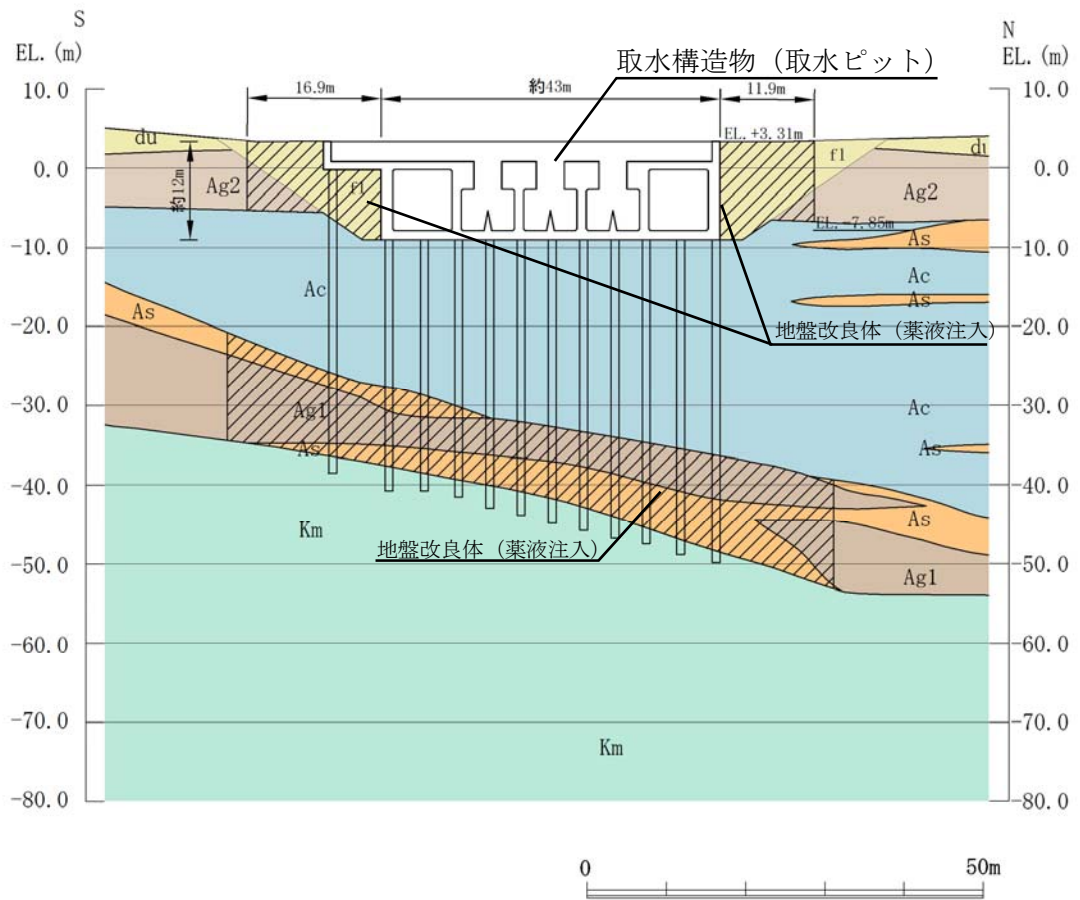 S
N
EL. (m)
EL. (m)
取水構造物（取水ピット）
10.0
16.9m
約43m
11.9m
10.0
EL. +3.31m
du
f1
du
0.0
0.0
Ag2
f1
Ag2
約12m
EL.-7.85m
As
-10.0
-10.0
Ac
Ac
As
As
-20.0
地盤改良体（薬液注入）
-20.0
-30.0
Ag1
Ac
-30.0
As
As
-40.0
-40.0
As
Km
地盤改良体（薬液注入）
-50.0
Ag1
-50.0
-60.0
-60.0
-70.0
-70.0
Km
-80.0
-80.0
0
50m